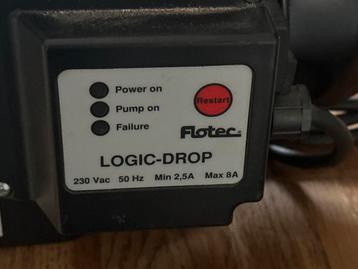 Power on
Pump on
Failure
Restart
Flotec
LOGIC-DROP
230 Vac 50 Hz Min 2,5A Max 8A